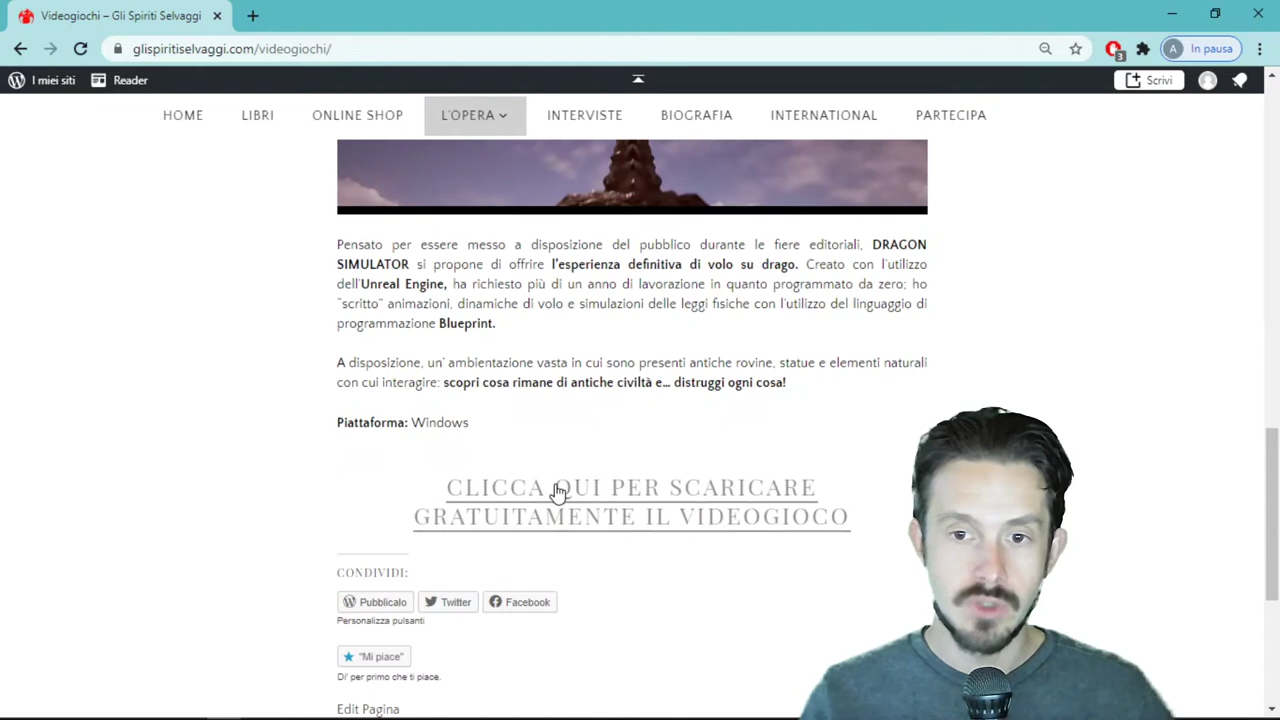 Videogiochi – Gli Spiriti Selvaggi
glispiritiselvaggi.com/videogiochi/
3
A
In pausa
I miei siti
Reader
Scrivi
HOME
LIBRI
ONLINE SHOP
L'OPERA
INTERVISTE
BIOGRAFIA
INTERNATIONAL
PARTECIPA
Pensato per essere messo a disposizione del pubblico durante le fiere editoriali, DRAGON
SIMULATOR si propone di offrire l'esperienza definitiva di volo su drago. Creato con l'utilizzo
dell'Unreal Engine, ha richiesto più di un anno di lavorazione in quanto programmato da zero; ho
“scritto” animazioni, dinamiche di volo e simulazioni delle leggi fisiche con l'utilizzo del linguaggio di
programmazione Blueprint.
A disposizione, un' ambientazione vasta in cui sono presenti antiche rovine, statue e elementi naturali
con cui interagire: scopri cosa rimane di antiche civiltà e… distruggi ogni cosa!
Piattaforma: Windows
CLICCA QUI PER SCARICARE
GRATUITAMENTE IL VIDEOGIOCO
CONDIVIDI:
Pubblicalo
Twitter
Facebook
Personalizza pulsanti
"Mi piace"
Di' per primo che ti piace.
Edit Pagina